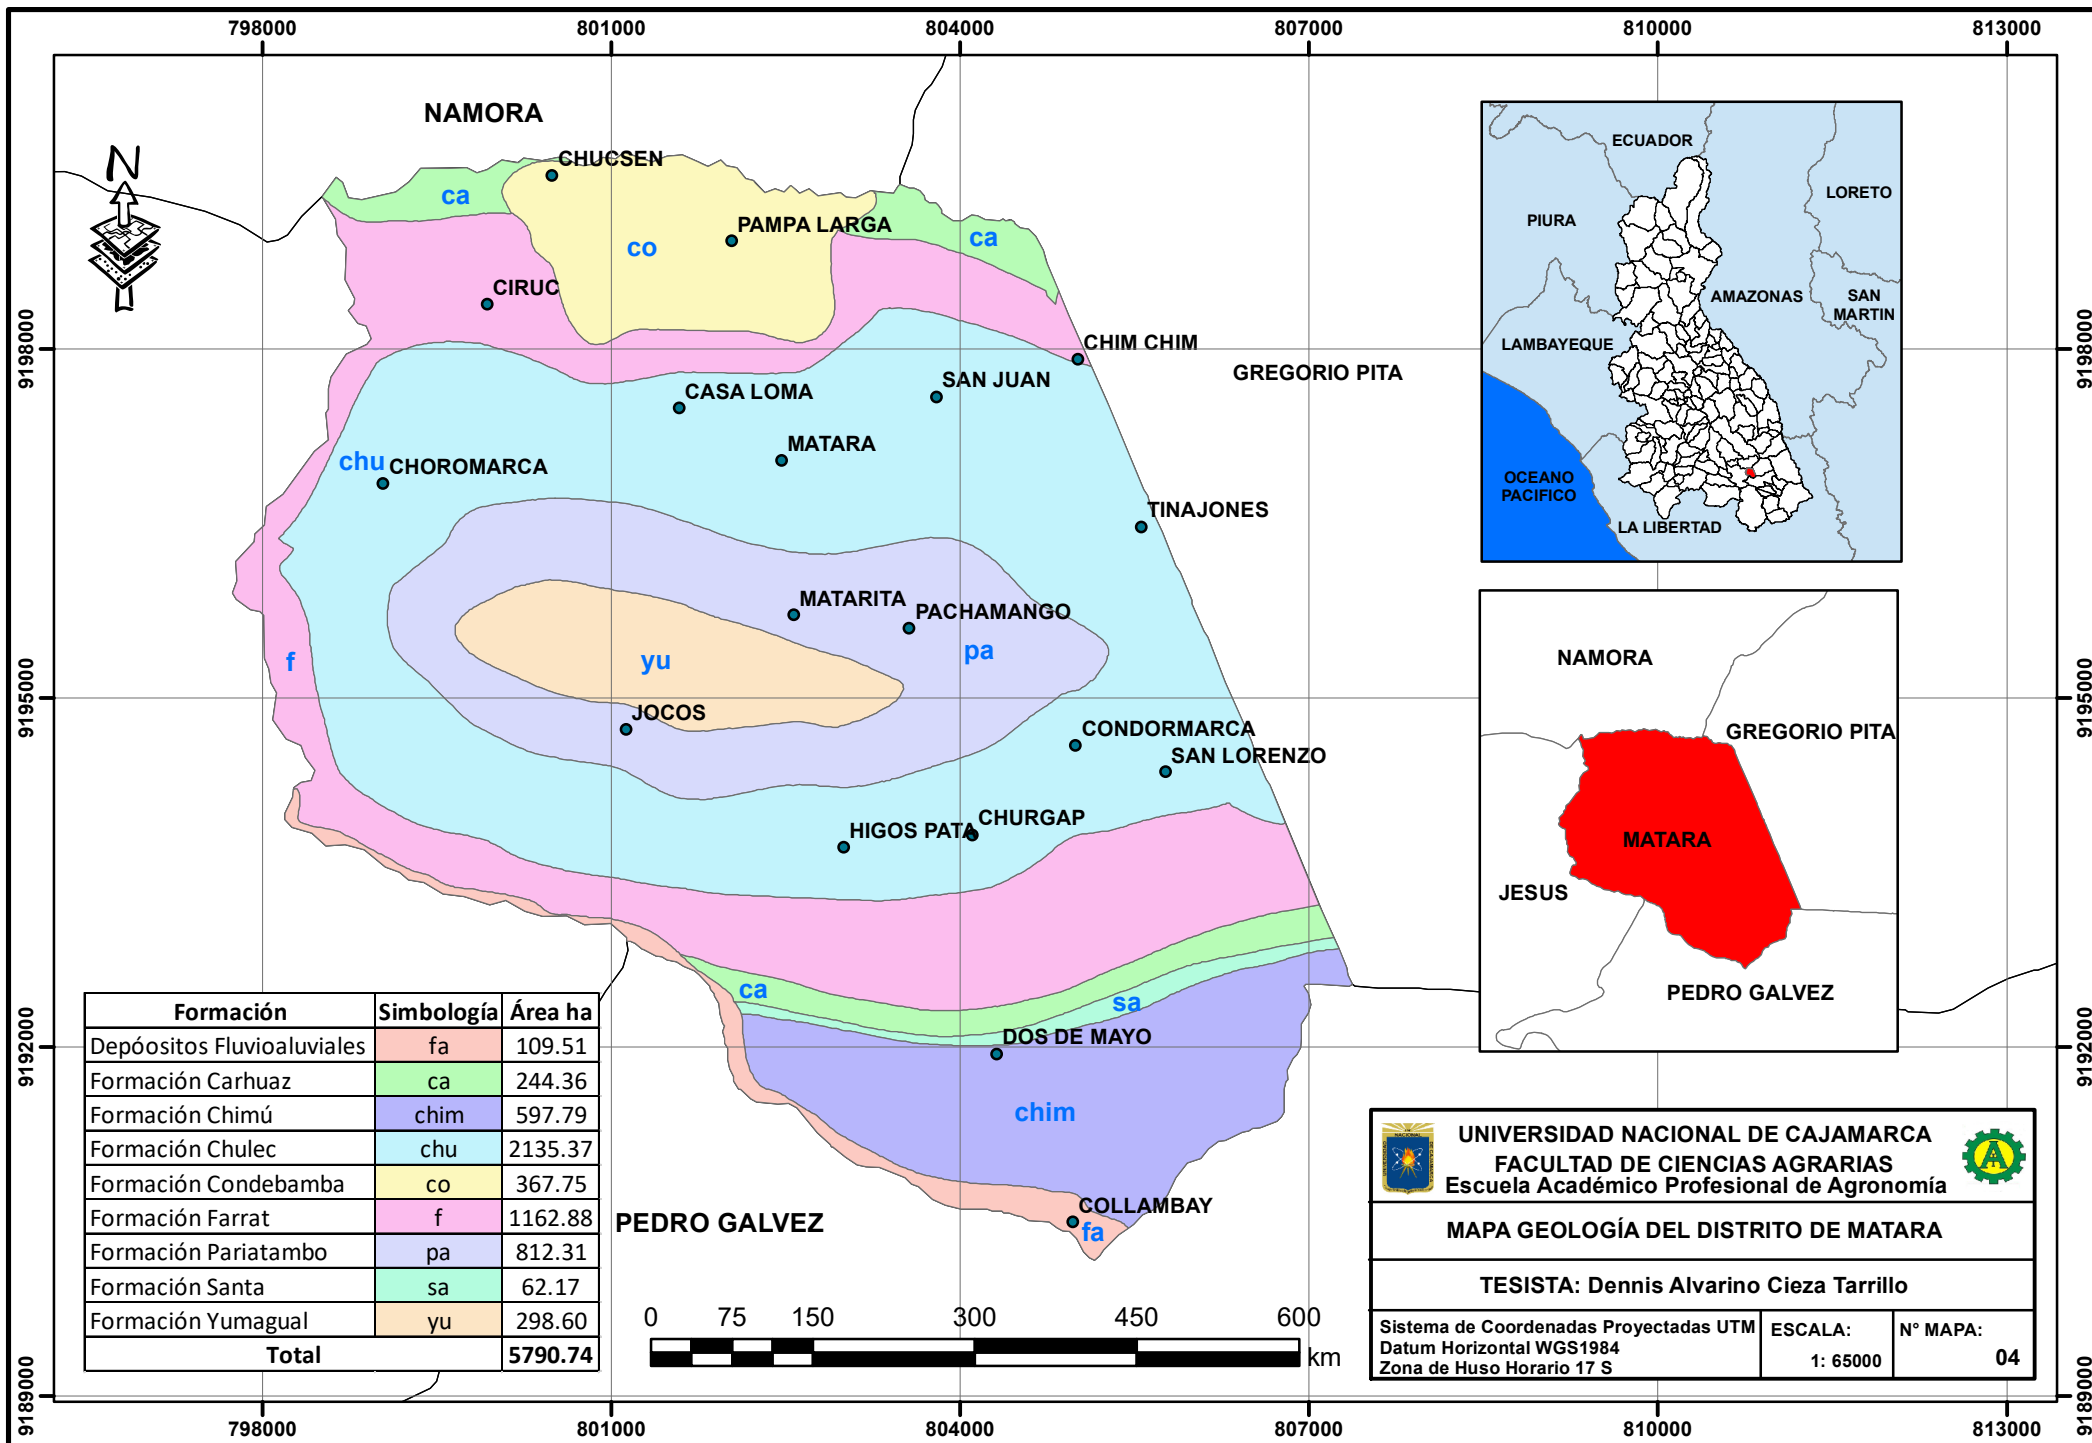 798000 801000 804000 807000 810000 813000
NAMORA
N
CHUCSEN
ca
PAMPA LARGA
co
ca
CIRUC
CHIM CHIM
GREGORIO PITA
SAN JUAN
CASA LOMA
MATARA
chu
CHOROMARCA
TINAJONES
MATARITA
PACHAMANGO
f
yu
pa
JOCOS
CONDORMARCA
SAN LORENZO
CHURGAP
HIGOS PATA
ca
sa
DOS DE MAYO
chim
COLLAMBAY
fa
PEDRO GALVEZ
9198000
9195000
9192000
9189000
9198000
9195000
9192000
9189000
ECUADOR
LORETO
PIURA
AMAZONAS
SAN
MARTIN
LAMBAYEQUE
OCEANO
PACIFICO
LA LIBERTAD
NAMORA
GREGORIO PITA
MATARA
JESUS
PEDRO GALVEZ
Formación Simbología Área ha
Depóositos Fluvioaluviales fa 109.51
Formación Carhuaz ca 244.36
Formación Chimú chim 597.79
Formación Chulec chu 2135.37
Formación Condebamba co 367.75
Formación Farrat f 1162.88
Formación Pariatambo pa 812.31
Formación Santa sa 62.17
Formación Yumagual yu 298.60
Total 5790.74
0 75 150 300 450 600
km
UNIVERSIDAD NACIONAL DE CAJAMARCA
FACULTAD DE CIENCIAS AGRARIAS
Escuela Académico Profesional de Agronomía
MAPA GEOLOGÍA DEL DISTRITO DE MATARA
TESISTA: Dennis Alvarino Cieza Tarrillo
Sistema de Coordenadas Proyectadas UTM
Datum Horizontal WGS1984
Zona de Huso Horario 17 S
ESCALA:
1: 65000
N° MAPA:
04
798000 801000 804000 807000 810000 813000